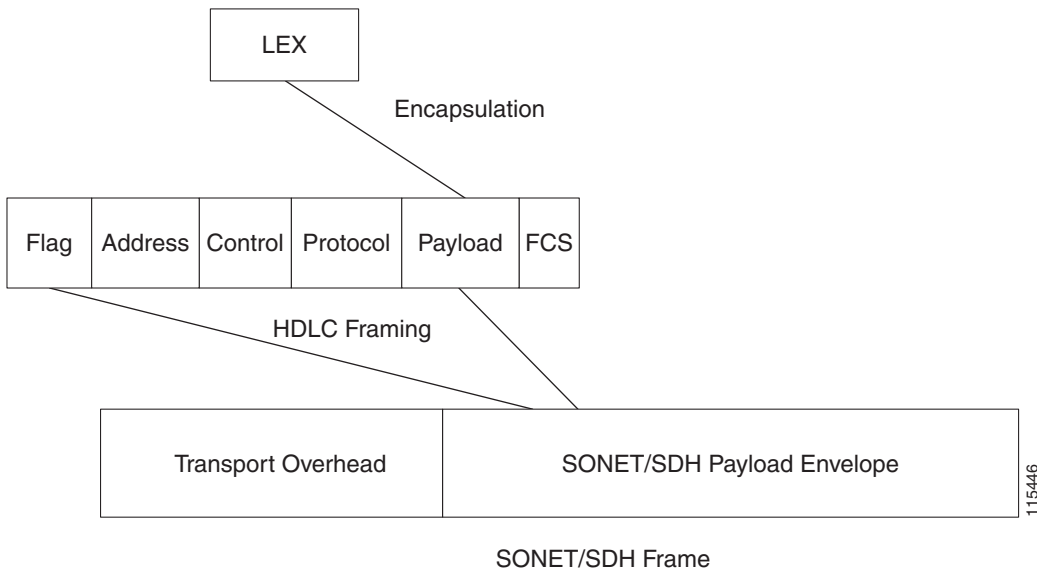 LEX
Encapsulation
Flag Address Control Protocol Payload FCS
HDLC Framing
Transport Overhead SONET/SDH Payload Envelope
115446
SONET/SDH Frame